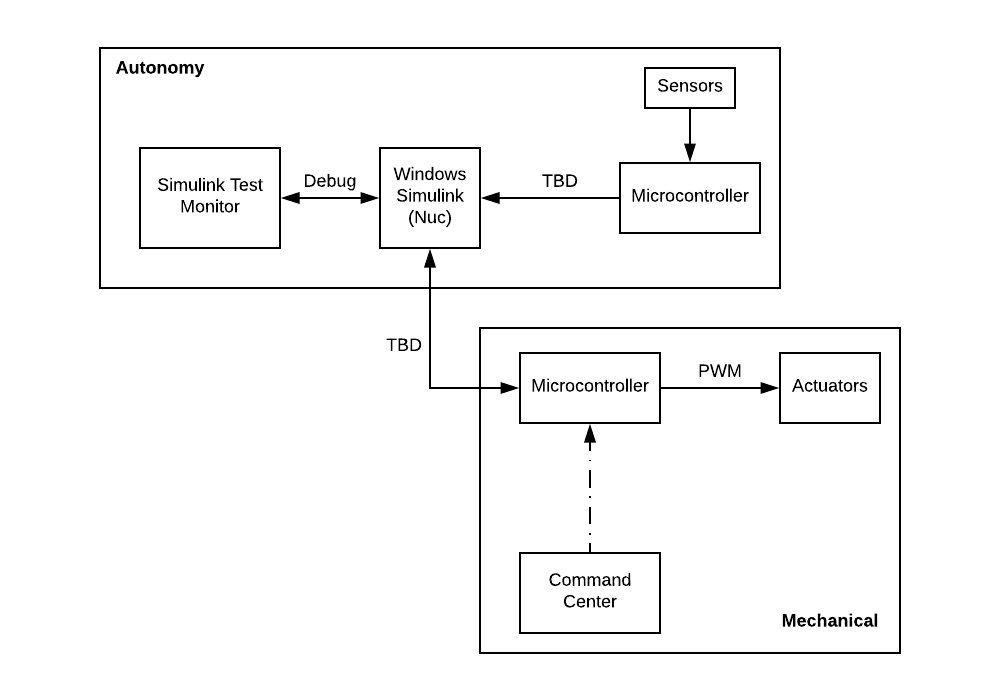 Autonomy
Sensors
Simulink Test
Monitor
Debug
Windows
Simulink
(Nuc)
TBD
Microcontroller
TBD
Microcontroller
PWM
Actuators
Command
Center
Mechanical